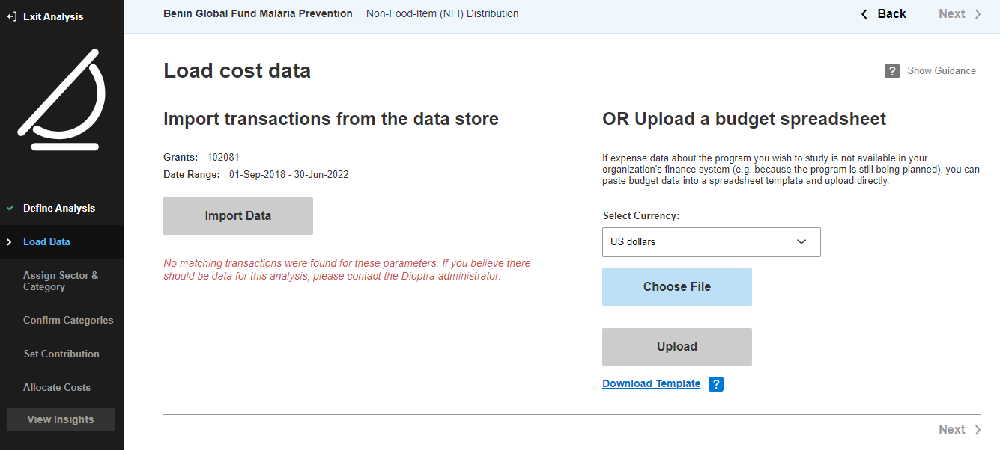 Exit Analysis
Benin Global Fund Malaria Prevention | Non-Food-Item (NFI) Distribution
Back
Next
Load cost data
? Show Guidance
Import transactions from the data store
Grants: 102081
Date Range: 01-Sep-2018 - 30-Jun-2022
Import Data
No matching transactions were found for these parameters. If you believe there
should be data for this analysis, please contact the Dioptra administrator.
OR Upload a budget spreadsheet
If expense data about the program you wish to study is not available in your
organization's finance system (e.g. because the program is still being planned), you can
paste budget data into a spreadsheet template and upload directly.
Select Currency:
US dollars
Choose File
Upload
Download Template ?
Next
Define Analysis
Load Data
Assign Sector &
Category
Confirm Categories
Set Contribution
Allocate Costs
View Insights